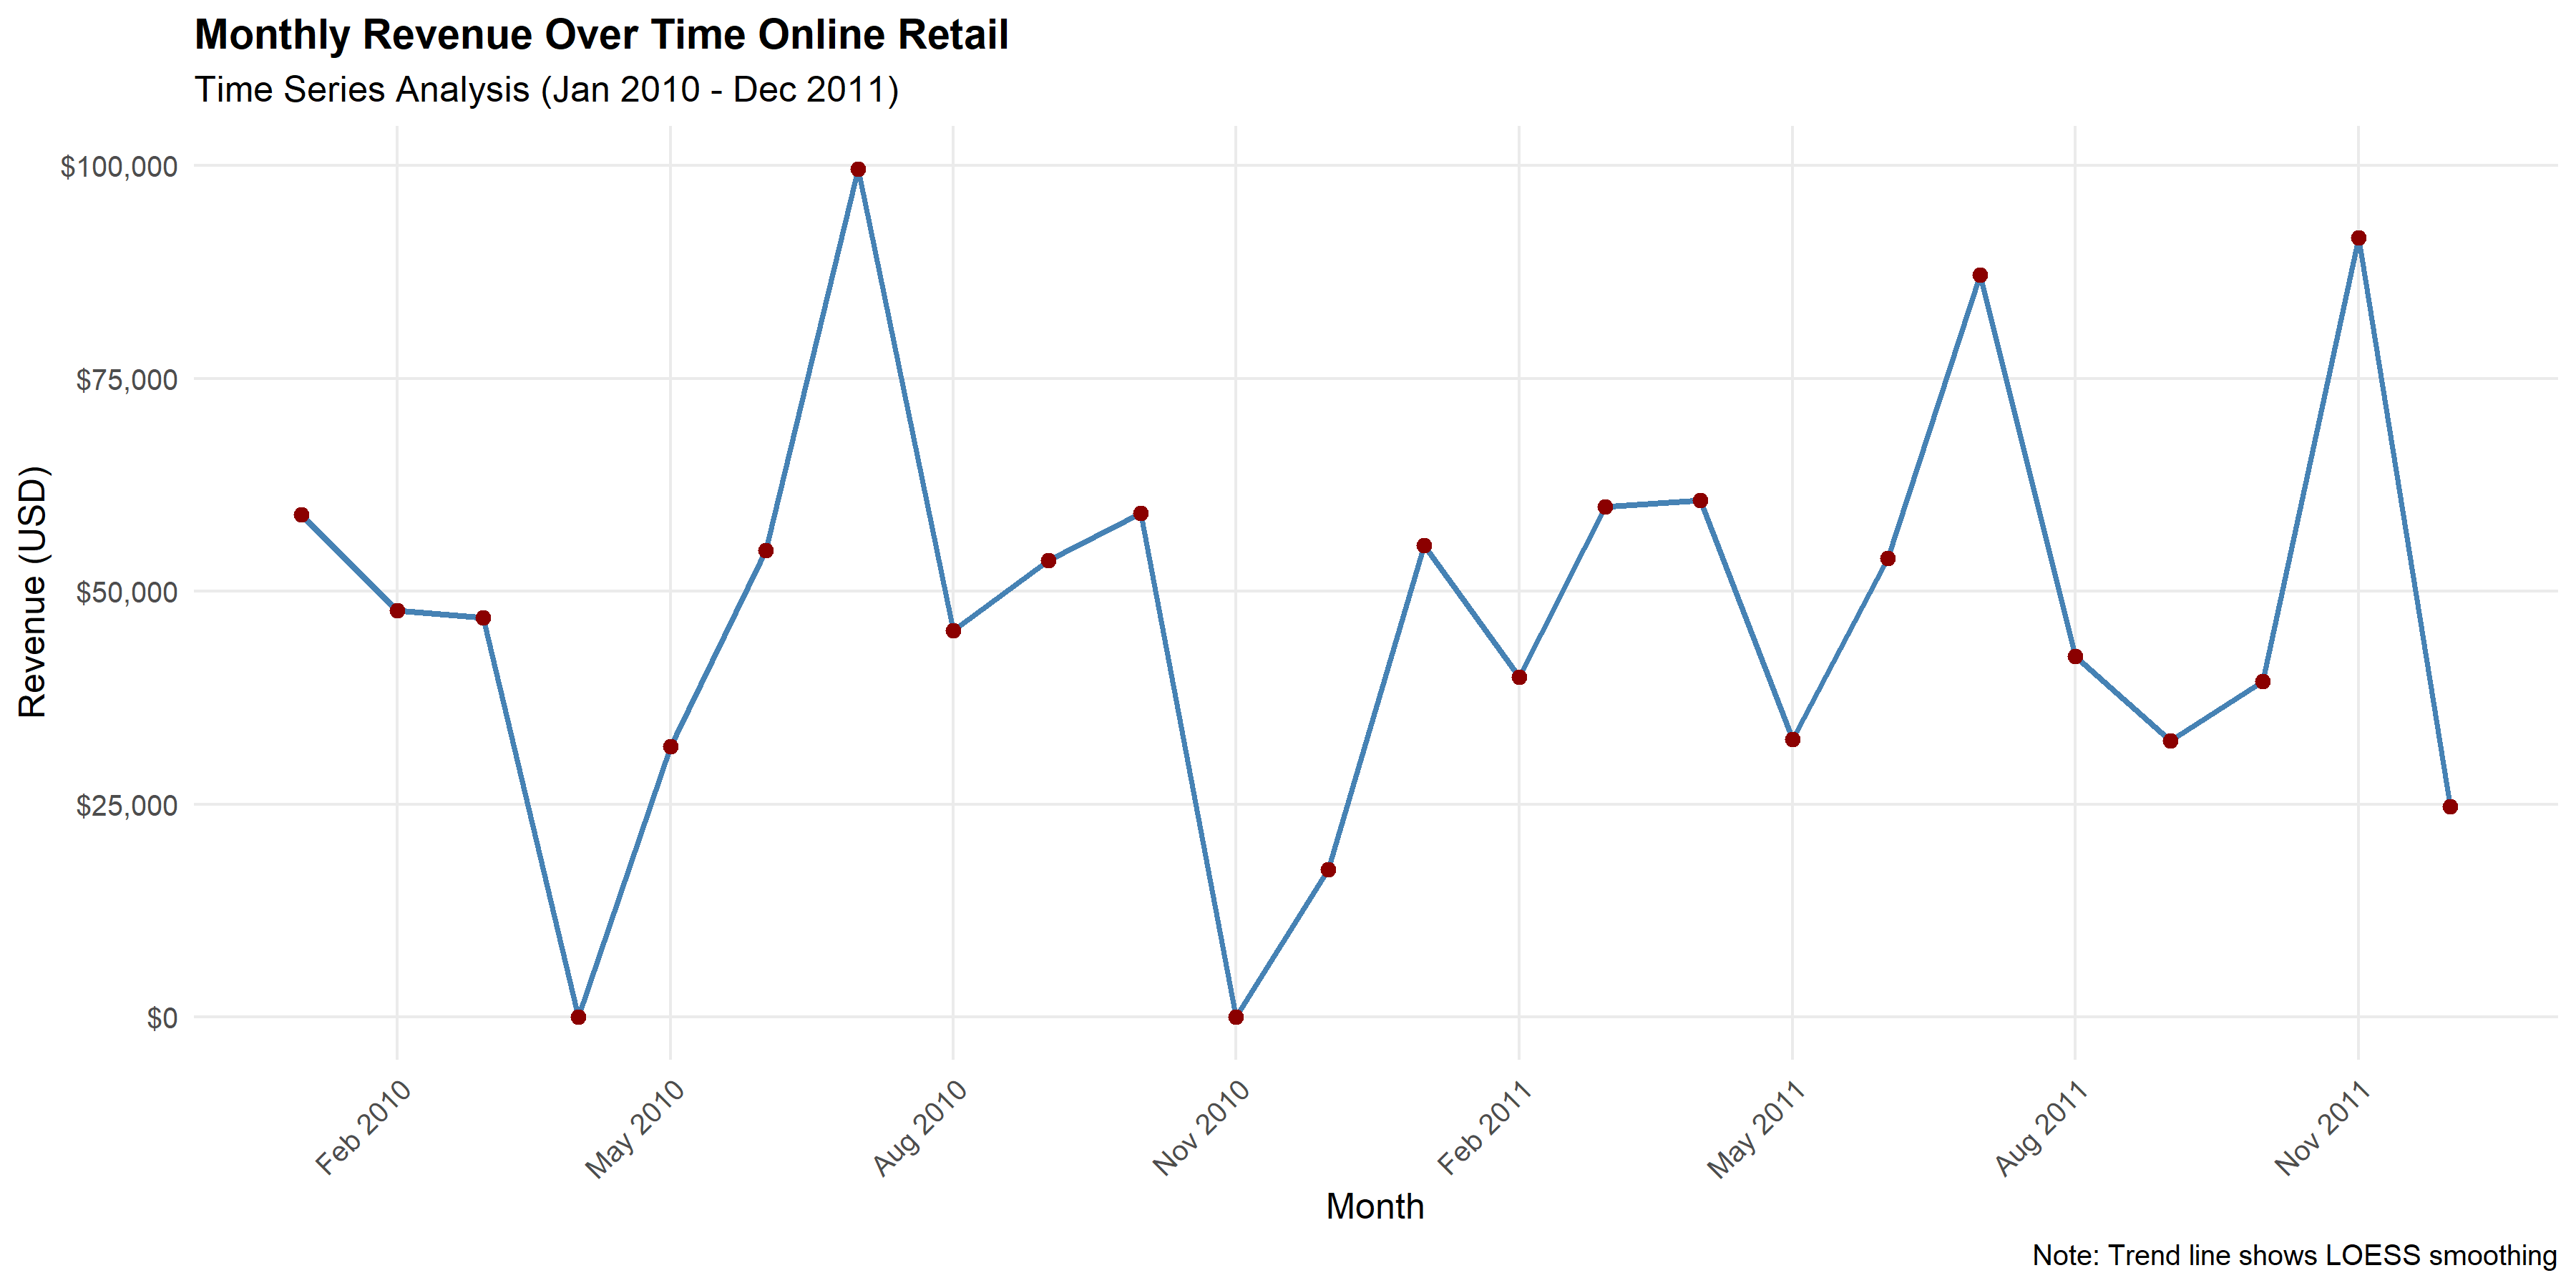 Monthly Revenue Over Time Online Retail
Time Series Analysis (Jan 2010 - Dec 2011)
Revenue (USD)
$100,000
$75,000
$50,000
$25,000
$0
Feb 2010
May 2010
Aug 2010
Nov 2010
Feb 2011
May 2011
Aug 2011
Nov 2011
Month
Note: Trend line shows LOESS smoothing